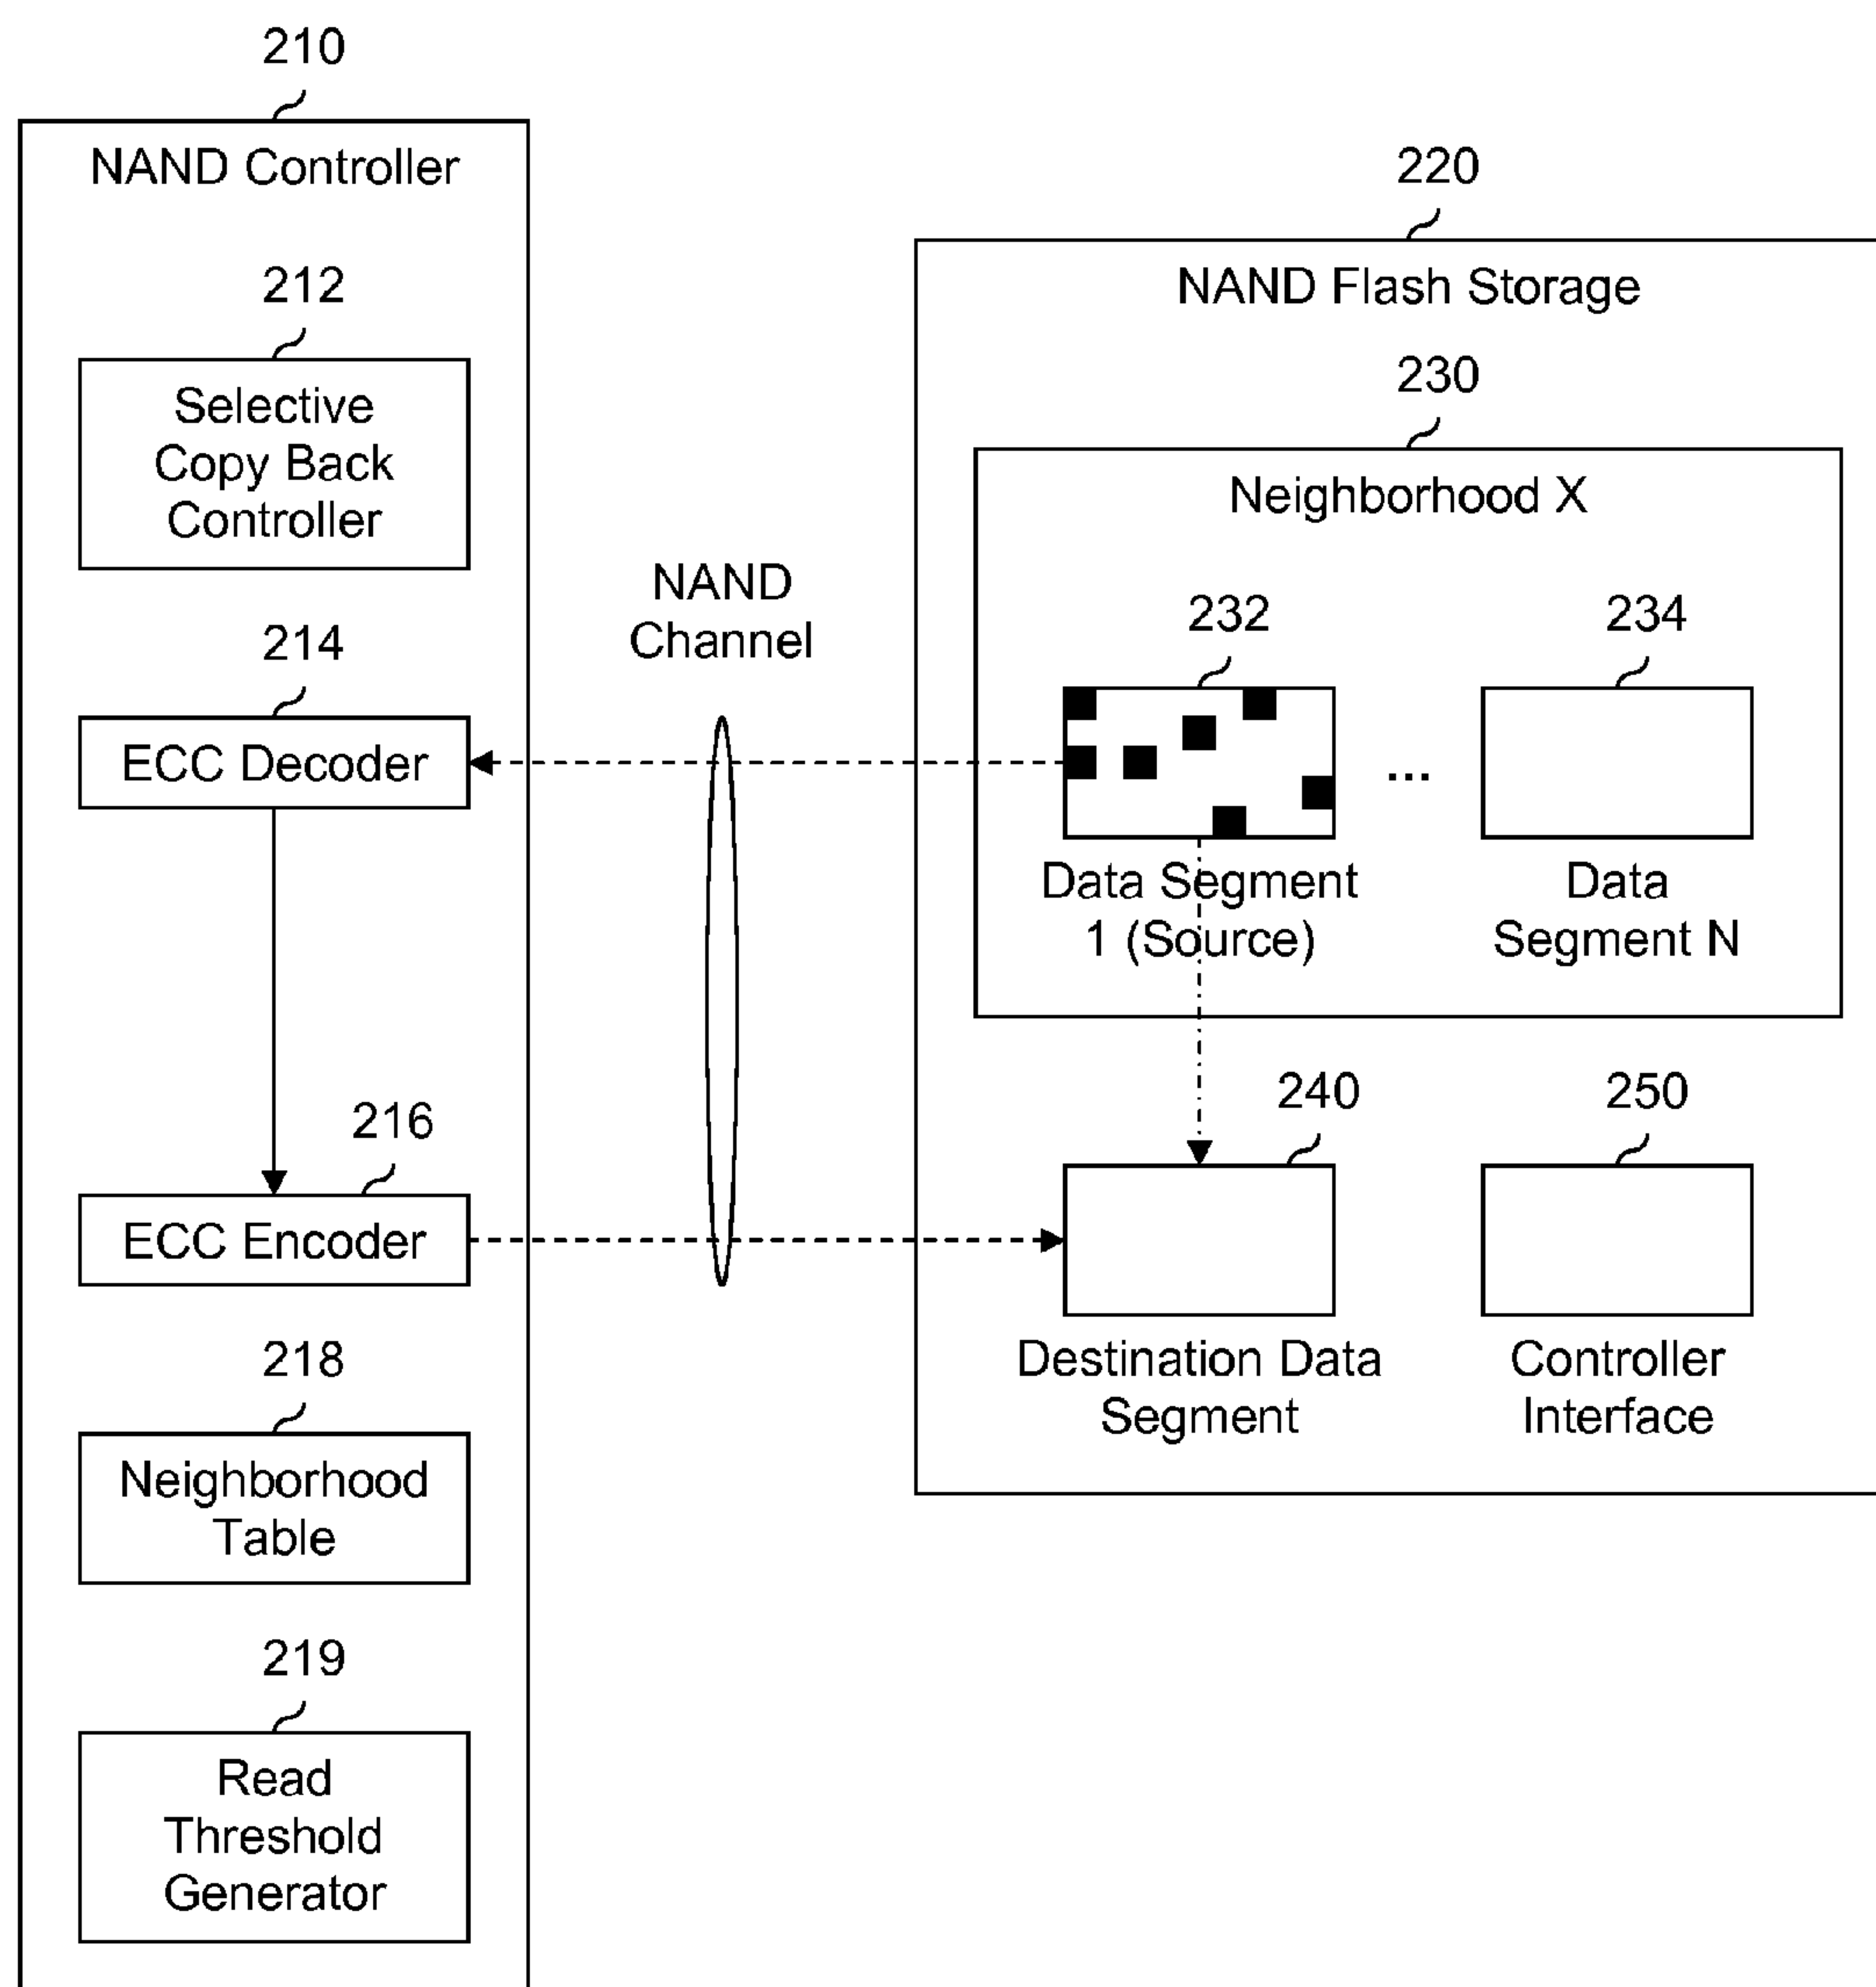 210
NAND Controller
212
Selective
Copy Back
Controller
214
ECC Decoder
216
ECC Encoder
218
Neighborhood
Table
219
Read
Threshold
Generator
NAND
Channel
220
NAND Flash Storage
230
Neighborhood X
232
234
...
Data Segment
1 (Source)
Data
Segment N
240
250
Destination Data
Segment
Controller
Interface